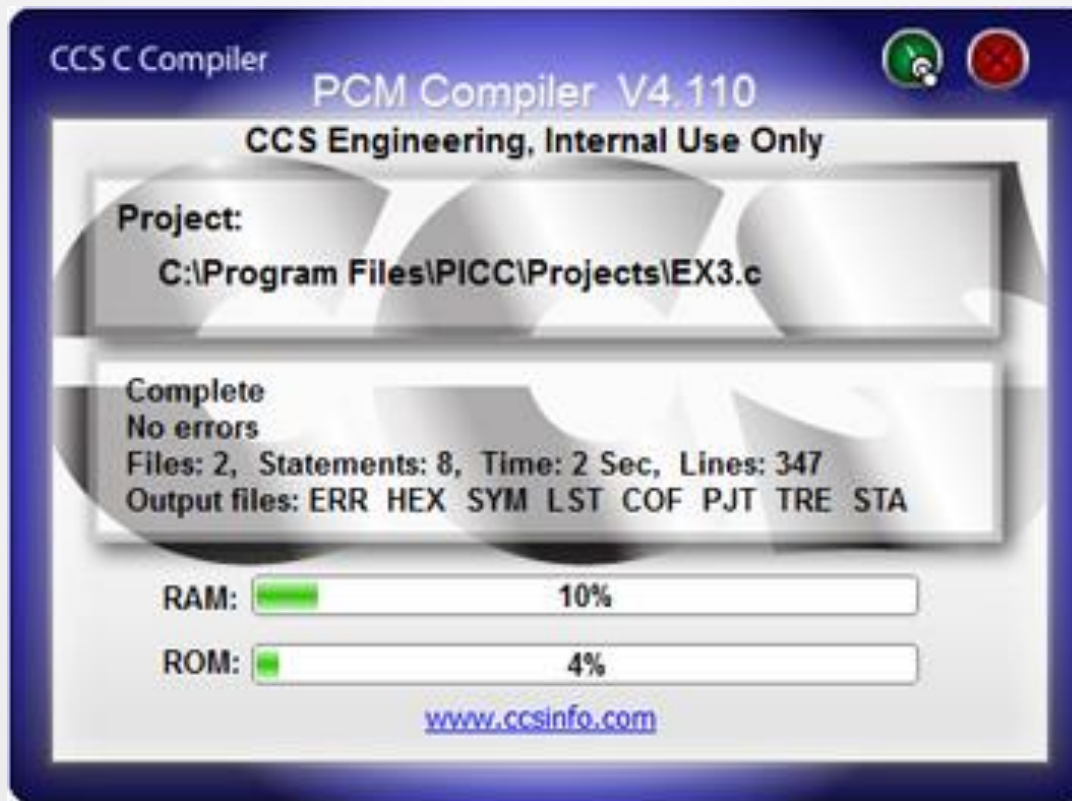 CCS C Compiler
PCM Compiler V4.110
CCS Engineering, Internal Use Only
Project:
C:\Program Files\PICC\Projects\EX3.c
Complete
No errors
Files: 2, Statements: 8, Time: 2 Sec, Lines: 347
Output files: ERR HEX SYM LST COF PJT TRE STA
RAM: 10%
ROM: 4%
www.ccsinfo.com